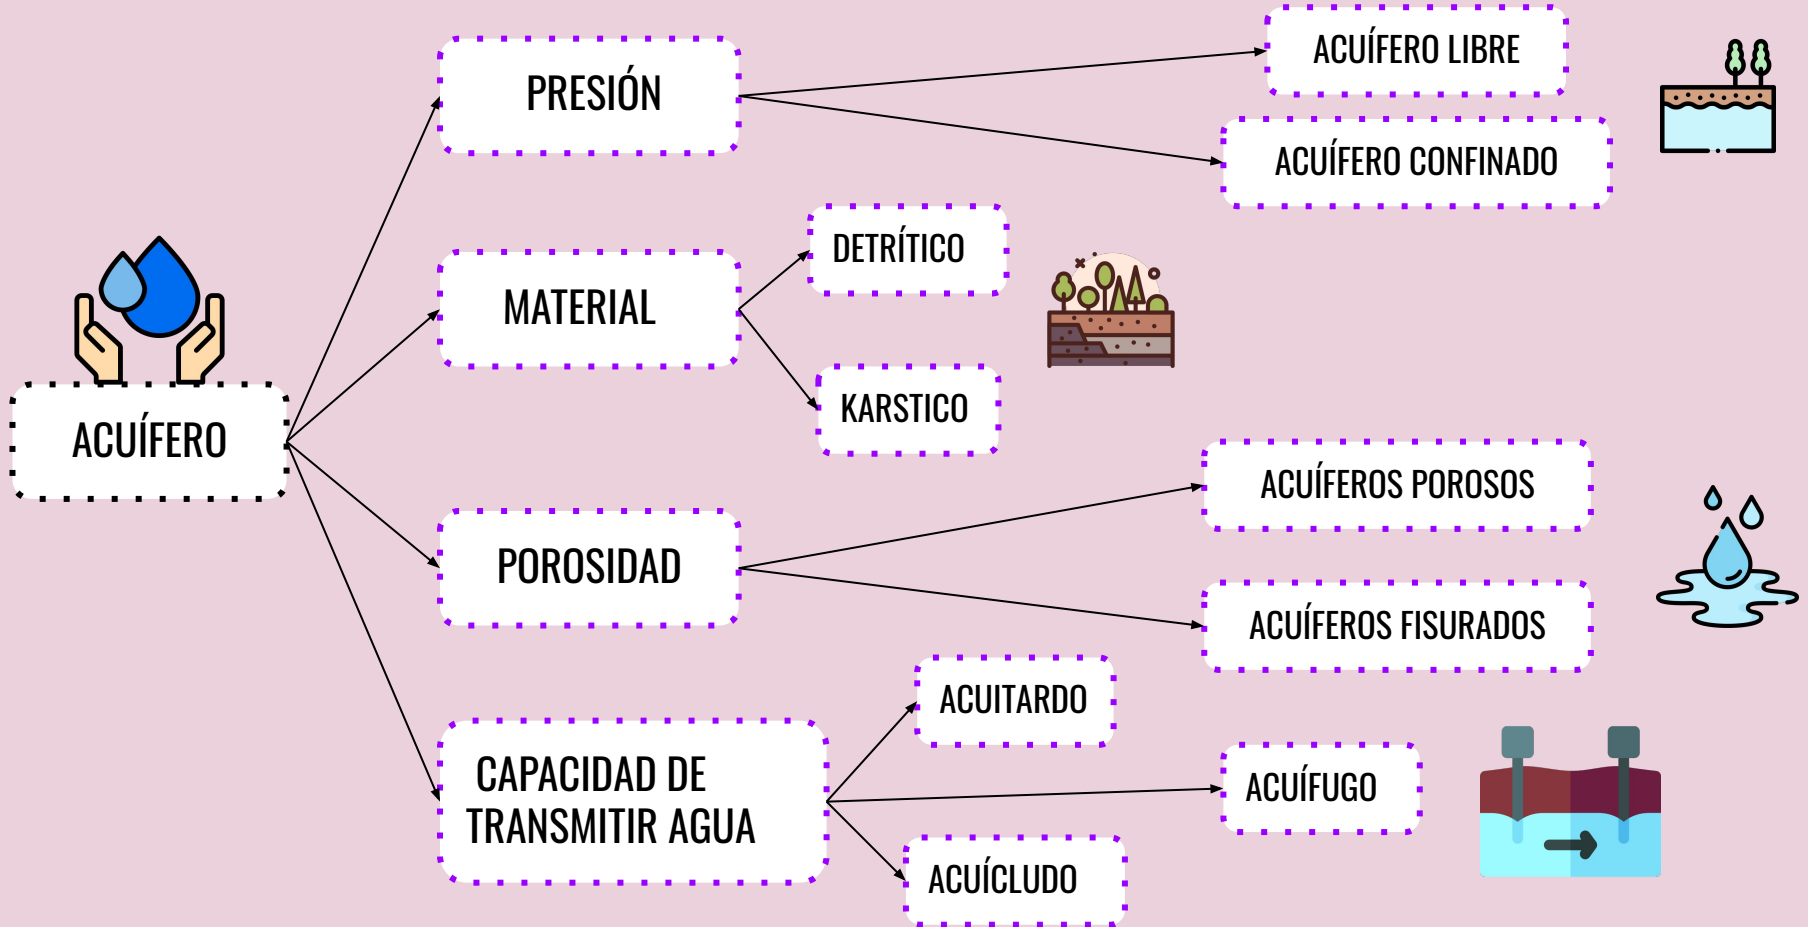 ACUÍFERO
PRESIÓN
ACUÍFERO LIBRE
ACUÍFERO CONFINADO
MATERIAL
DETRÍTICO
KARSTICO
POROSIDAD
ACUÍFEROS POROSOS
ACUÍFEROS FISURADOS
CAPACIDAD DE
TRANSMITIR AGUA
ACUITARDO
ACUÍFUGO
ACUÍCLUDO